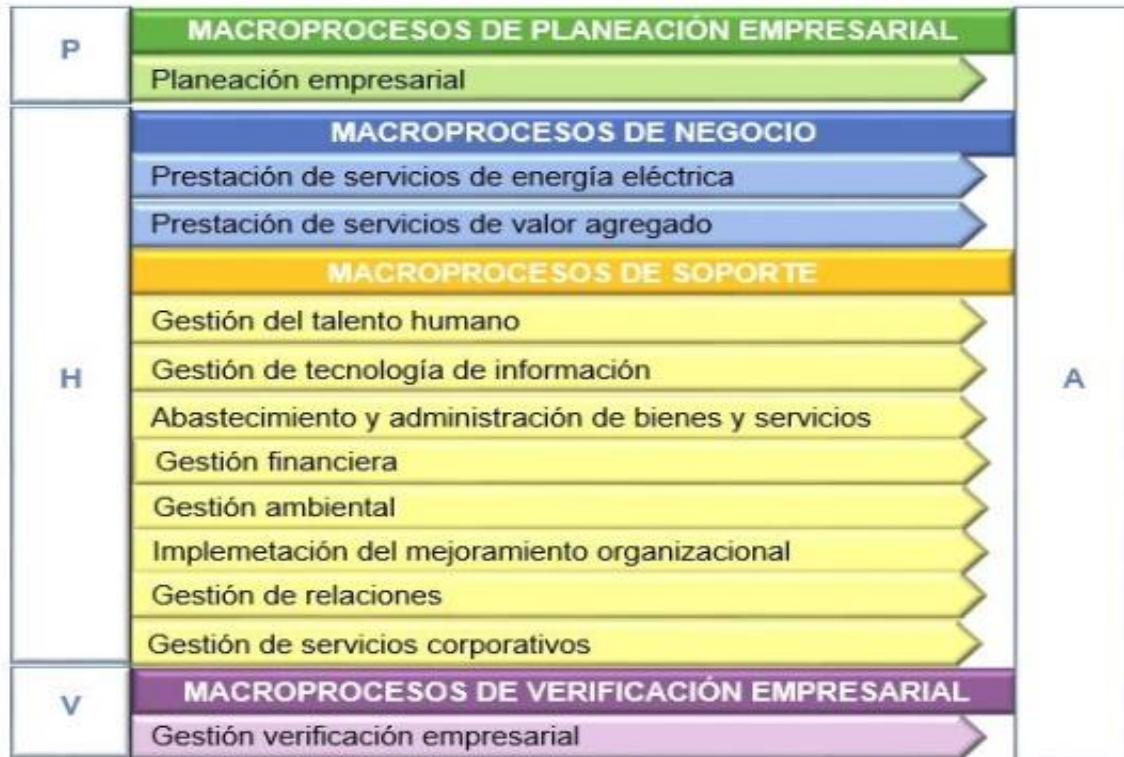 P
MACROPROCESOS DE PLANEACIÓN EMPRESARIAL
Planeación empresarial
H
MACROPROCESOS DE NEGOCIO
Prestación de servicios de energía eléctrica
Prestación de servicios de valor agregado
MACROPROCESOS DE SOPORTE
Gestión del talento humano
Gestión de tecnología de información
Abastecimiento y administración de bienes y servicios
Gestión financiera
Gestión ambiental
Implemetación del mejoramiento organizacional
Gestión de relaciones
Gestión de servicios corporativos
V
MACROPROCESOS DE VERIFICACIÓN EMPRESARIAL
Gestión verificación empresarial
A